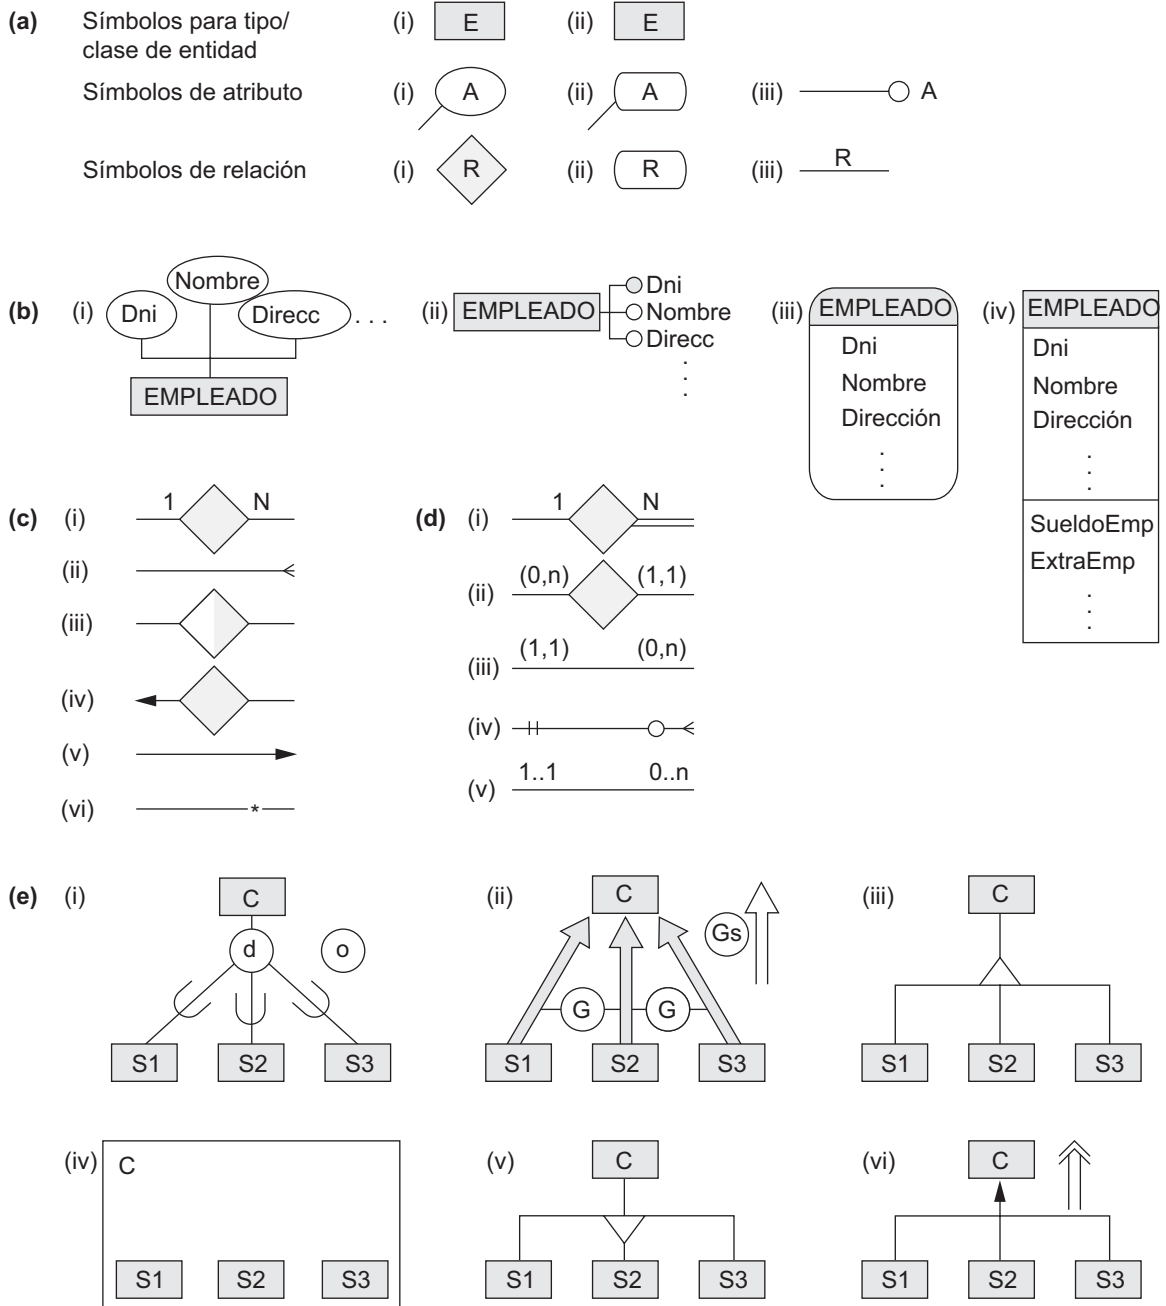 (a) Símbolos para tipo/ (i) E (ii) E
clase de entidad
Símbolos de atributo (i) A (ii) A (iii) A
Símbolos de relación (i) R (ii) R (iii) R
(b) (i) Dni Nombre Direcc . . .
EMPLEADO
(ii) EMPLEADO Dni
Nombre
Direcc
.
.
.
(iii) EMPLEADO
Dni
Nombre
Dirección
.
.
.
(iv) EMPLEADO
Dni
Nombre
Dirección
.
.
.
SueldoEmp
ExtraEmp
.
.
.
(c) (i) 1 N
(ii)
(iii)
(iv)
(v)
(vi) *
(d) (i) 1 N
(ii) (0,n) (1,1)
(iii) (1,1) (0,n)
(iv)
(v) 1..1 0..n
(e) (i) C
d o
S1 S2 S3
(ii) C
Gs
G G
S1 S2 S3
(iii) C
S1 S2 S3
(iv) C
S1 S2 S3
(v) C
S1 S2 S3
(vi) C
S1 S2 S3